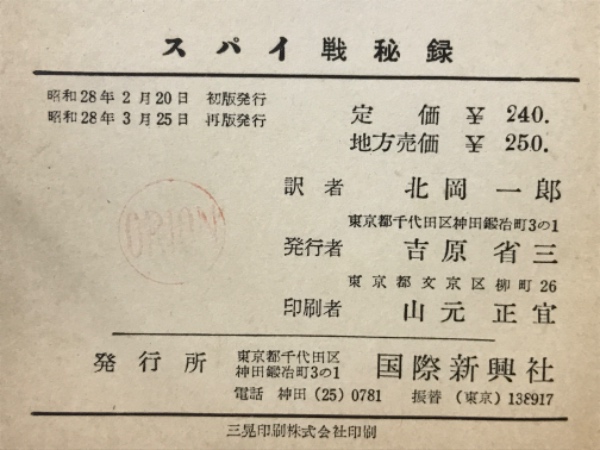 スパイ戦秘録
昭和28年2月20日 初版発行
昭和28年3月25日 再版発行
定価 ¥ 240.
地方売価 ¥ 250.
訳者 北岡一郎
東京都千代田区神田鍛冶町3の1
発行者 吉原省三
東京都文京区柳町26
印刷者 山元正宜
発行所 東京都千代田区
神田鍛冶町3の1 国際新興社
電話 神田 (25) 0781 振替 (東京) 138917
三晃印刷株式会社印刷
ORION